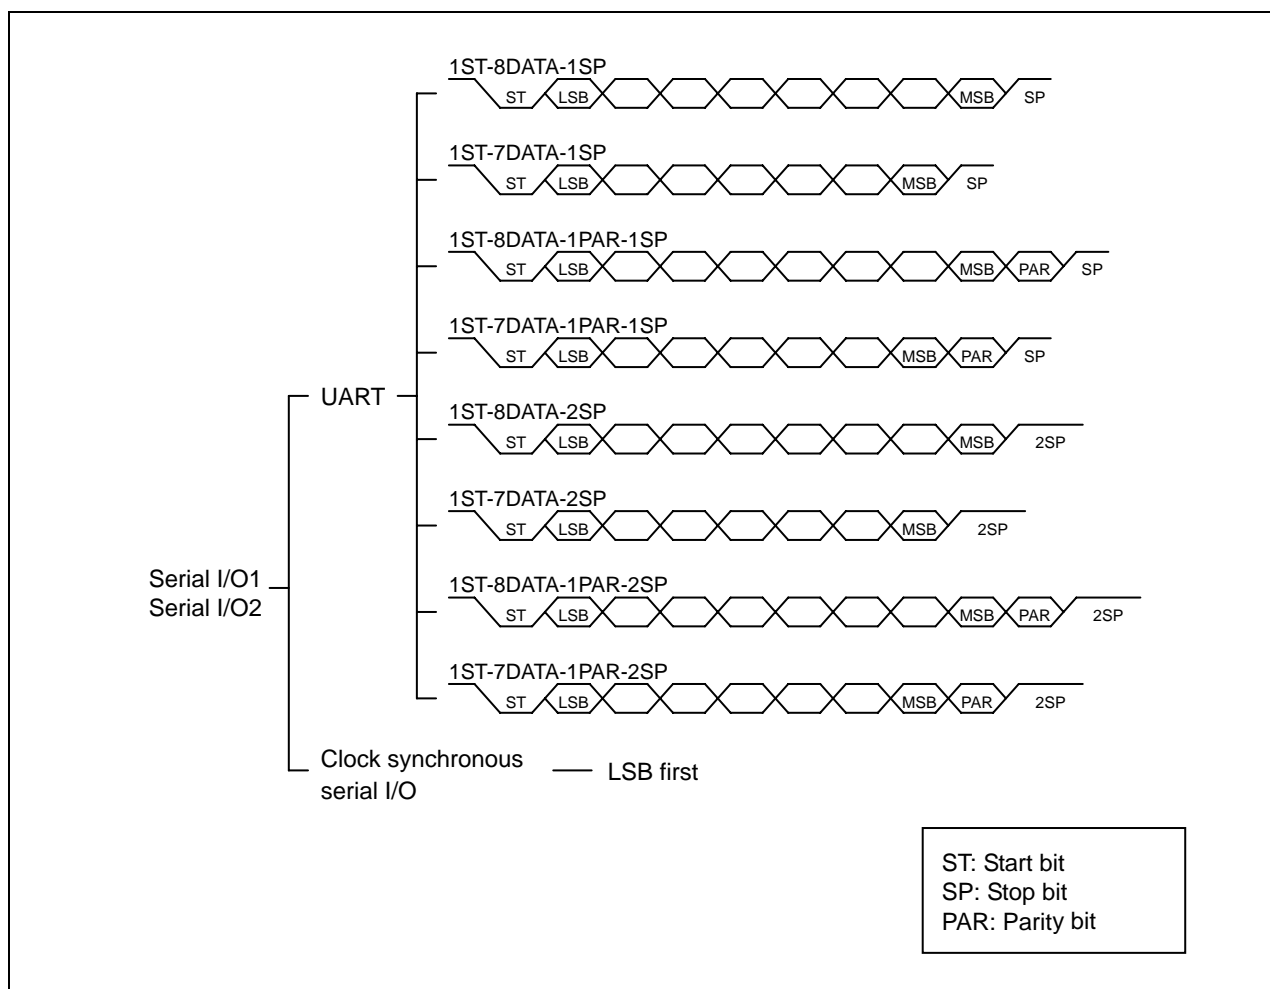 1ST-8DATA-1SP
ST LSB MSB SP
1ST-7DATA-1SP
ST LSB MSB SP
1ST-8DATA-1PAR-1SP
ST LSB MSB PAR SP
1ST-7DATA-1PAR-1SP
ST LSB MSB PAR SP
UART
1ST-8DATA-2SP
ST LSB MSB 2SP
1ST-7DATA-2SP
ST LSB MSB 2SP
Serial I/O1
Serial I/O2
1ST-8DATA-1PAR-2SP
ST LSB MSB PAR 2SP
1ST-7DATA-1PAR-2SP
ST LSB MSB PAR 2SP
Clock synchronous
serial I/O
LSB first
ST: Start bit
SP: Stop bit
PAR: Parity bit